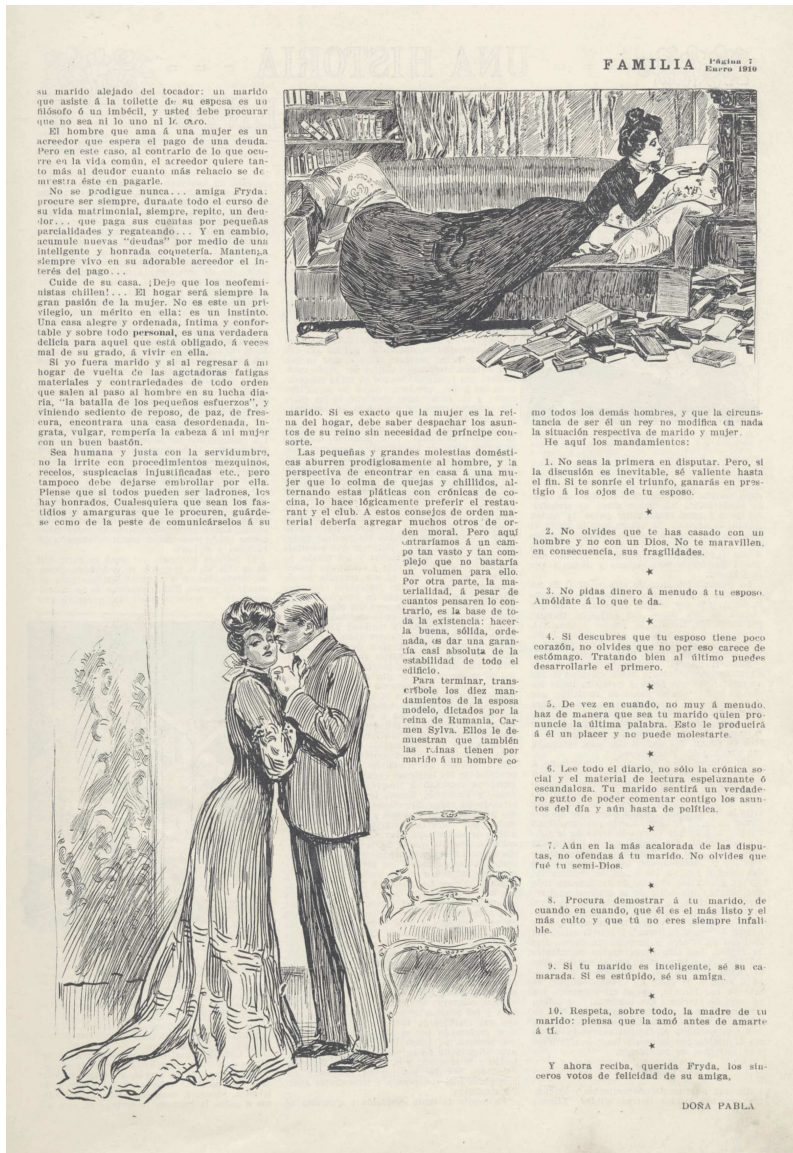 FAMILIA Página 7
Enero 1910
su marido alejado del tocador: un marido
que asiste á la toilette de su esposa es un
filósofo ó un imbécil, y usted debe procurar
que no sea ni lo uno ni lo otro.
El hombre que ama á una mujer es un
acreedor que espera el pago de una deuda.
Pero en este caso, al contrario de lo que ocu-
rre en la vida común, el acreedor quiere tan-
to más al deudor cuanto más rehacio se de
muestra éste en pagarle.
No se prodigue nunca... amiga Fryda;
procure ser siempre, durante todo el curso de
su vida matrimonial, siempre, repito, un deu-
dor... que paga sus cuentas por pequeñas
parcialidades y regateando... Y en cambio,
acumule nuevas "deudas" por medio de una
inteligente y honrada coquetería. Mantenga
siempre vivo en su adorable acreedor el in-
terés del pago...
Cuide de su casa. ¡Deje que los neofemi-
nistas chillen!... El hogar será siempre la
gran pasión de la mujer. No es este un pri-
vilegio, un mérito en ella: es un instinto.
Una casa alegre y ordenada, íntima y confor-
table y sobre todo personal, es una verdadera
delicia para aquel que está obligado, á veces
mal de su grado, á vivir en ella.
Si yo fuera marido y si al regresar á mi
hogar de vuelta de las agotadoras fatigas
materiales y contrariedades de todo orden
que salen al paso al hombre en su lucha dia-
ria, "la batalla de los pequeños esfuerzos", y
viniendo sediento de reposo, de paz, de fres-
cura, encontrara una casa desordenada, in-
grata, vulgar, rompería la cabeza á mi mujer
con un buen bastón.
Sea humana y justa con la servidumbre,
no la irrite con procedimientos mezquinos,
recelos, suspicacias injustificadas etc., pero
tampoco debe dejarse embrollar por ella.
Piense que si todos pueden ser ladrones, los
hay honrados. Cualesquiera que sean los fas-
tidios y amarguras que le procuren, guárde-
se como de la peste de comunicárselos á su
marido. Si es exacto que la mujer es la rei-
na del hogar, debe saber despachar los asun-
tos de su reino sin necesidad de príncipe con-
sorte.
Las pequeñas y grandes molestias domésti-
cas aburren prodigiosamente al hombre, y la
perspectiva de encontrar en casa á una mu-
jer que lo colma de quejas y chillidos, al-
ternando estas pláticas con crónicas de co-
cina, lo hace lógicamente preferir el restau-
rant y el club. A estos consejos de orden ma-
terial debería agregar muchos otros de or-
den moral. Pero aquí
entraríamos á un cam-
po tan vasto y tan com-
plejo que no bastaría
un volumen para ello.
Por otra parte, la ma-
terialidad, á pesar de
cuantos pensaren lo con-
trario, es la base de to-
da la existencia: hacer-
la buena, sólida, orde-
nada, es dar una garan-
tía casi absoluta de la
estabilidad de todo el
edificio.
Para terminar, trans-
críbole los diez man-
damientos de la esposa
modelo, dictados por la
reina de Rumania, Car-
men Sylva. Ellos le de-
muestran que también
las reinas tienen por
marido á un hombre co-
mo todos los demás hombres, y que la circuns-
tancia de ser él un rey no modifica en nada
la situación respectiva de marido y mujer.
He aquí los mandamientos:
1. No seas la primera en disputar. Pero, si
la discusión es inevitable, sé valiente hasta
el fin. Si te sonríe el triunfo, ganarás en pres-
tigio á los ojos de tu esposo.
★
2. No olvides que te has casado con un
hombre y no con un Dios. No te maravillen,
en consecuencia, sus fragilidades.
★
3. No pidas dinero á menudo á tu esposo.
Amóldate á lo que te da.
★
4. Si descubres que tu esposo tiene poco
corazón, no olvides que no por eso carece de
estómago. Tratando bien al último puedes
desarrollarle el primero.
★
5. De vez en cuando, no muy á menudo,
haz de manera que sea tu marido quien pro-
nuncie la última palabra. Esto le producirá
á él un placer y no puede molestarte.
★
6. Lee todo el diario, no sólo la crónica so-
cial y el material de lectura espeluznante ó
escandalosa. Tu marido sentirá un verdade-
ro gusto de poder comentar contigo los asun-
tos del día y aún hasta de política.
★
7. Aún en la más acalorada de las dispu-
tas, no ofendas á tu marido. No olvides que
fué tu semi-Dios.
★
8. Procura demostrar á tu marido, de
cuando en cuando, que él es el más listo y el
más culto y que tú no eres siempre infali-
ble.
★
9. Si tu marido es inteligente, sé su ca-
marada. Si es estúpido, sé su amiga.
★
10. Respeta, sobre todo, la madre de tu
marido: piensa que la amó antes de amarte
á tí.
★
Y ahora reciba, querida Fryda, los sin-
ceros votos de felicidad de su amiga,
DOÑA PABLA